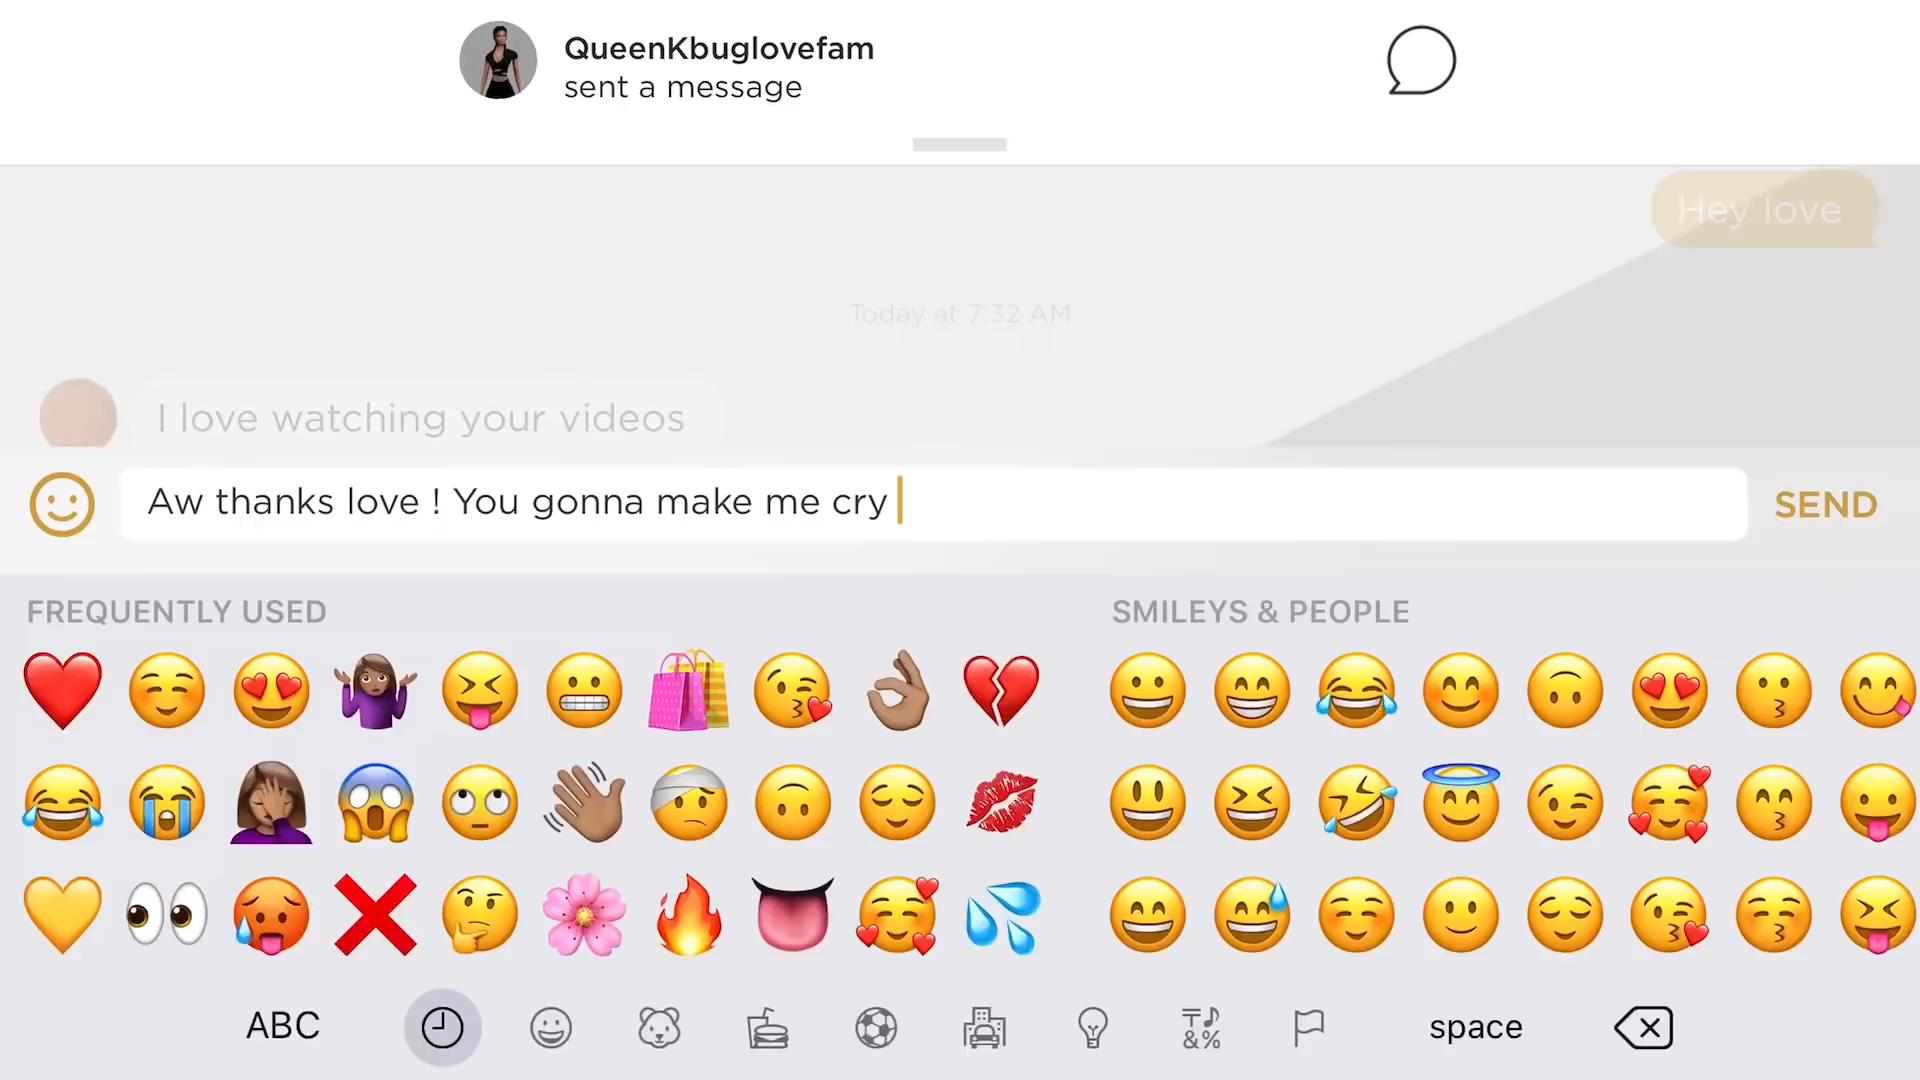 QueenKbuglovefam
sent a message
Hey love
Today at 7:32 AM
I love watching your videos
Aw thanks love ! You gonna make me cry
SEND
FREQUENTLY USED
SMILEYS & PEOPLE
ABC
&%
space